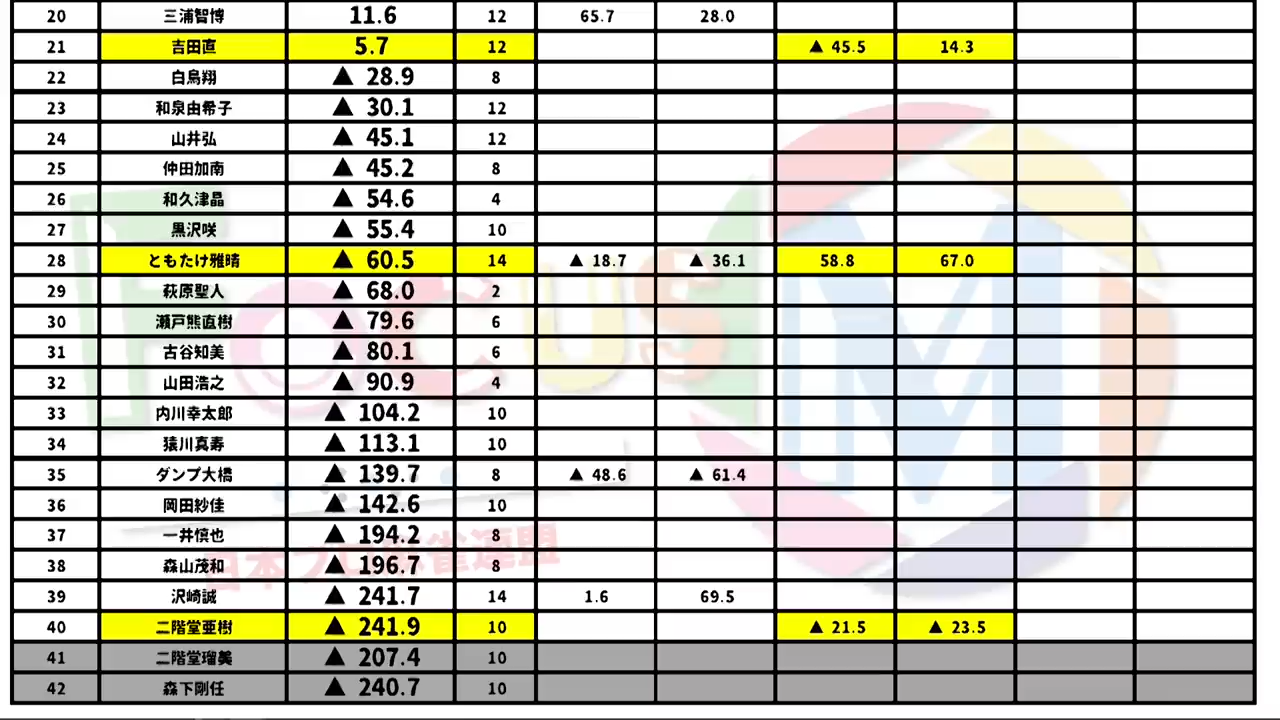 20 三浦智博 11.6 12 65.7 28.0
21 吉田直 5.7 12 ▲ 45.5 14.3
22 白鳥翔 ▲ 28.9 8
23 和泉由希子 ▲ 30.1 12
24 山井弘 ▲ 45.1 12
25 仲田加南 ▲ 45.2 8
26 和久津晶 ▲ 54.6 4
27 黒沢咲 ▲ 55.4 10
28 ともたけ雅晴 ▲ 60.5 14 ▲ 18.7 ▲ 36.1 58.8 67.0
29 萩原聖人 ▲ 68.0 2
30 瀬戸熊直樹 ▲ 79.6 6
31 古谷知美 ▲ 80.1 6
32 山田浩之 ▲ 90.9 4
33 内川幸太郎 ▲ 104.2 10
34 猿川真寿 ▲ 113.1 10
35 ダンプ大橋 ▲ 139.7 8 ▲ 48.6 ▲ 61.4
36 岡田紗佳 ▲ 142.6 10
37 一井慎也 ▲ 194.2 8
38 森山茂和 ▲ 196.7 8
39 沢崎誠 ▲ 241.7 14 1.6 69.5
40 二階堂亜樹 ▲ 241.9 10 ▲ 21.5 ▲ 23.5
41 二階堂瑠美 ▲ 207.4 10
42 森下剛任 ▲ 240.7 10
FOCUS M
日本プロ麻雀連盟